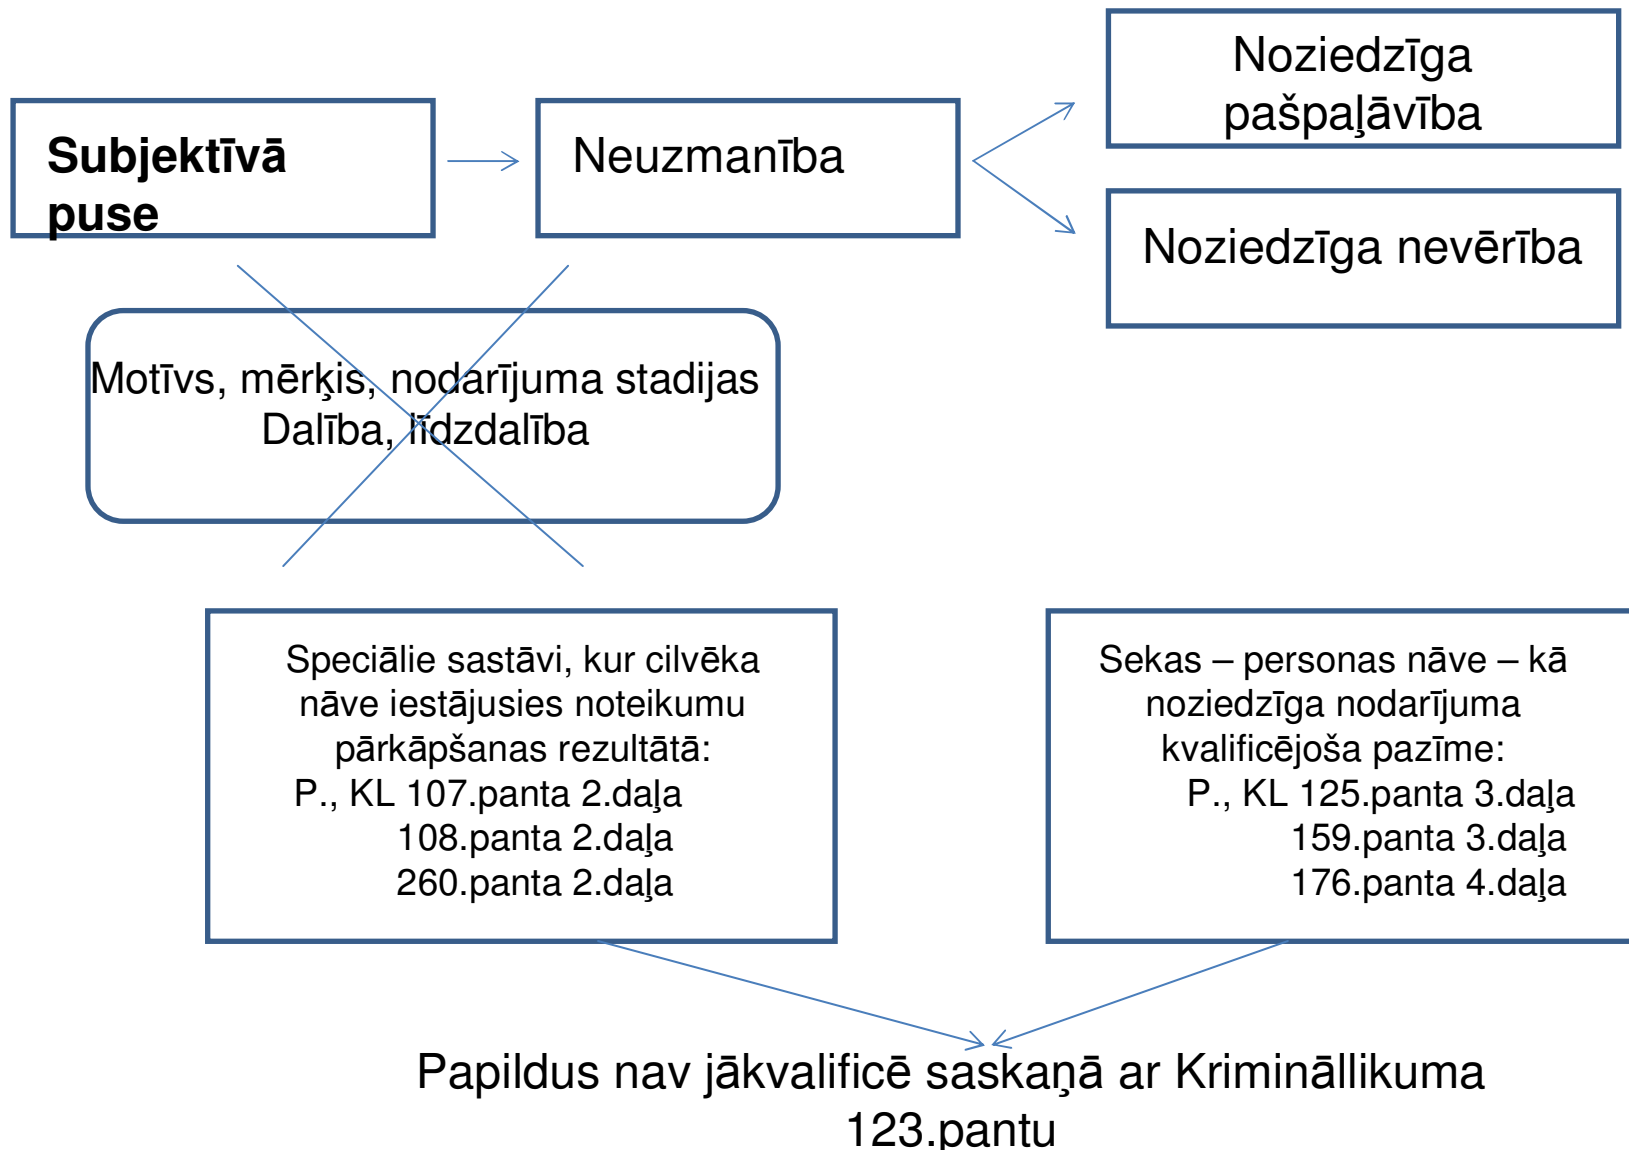 Subjektīvā
puse
Neuzmanība
Noziedzīga
pašpaļāvība
Noziedzīga nevērība
Motīvs, mērķis, nodarījuma stadijas
Dalība, līdzdalība
Speciālie sastāvi, kur cilvēka
nāve iestājusies noteikumu
pārkāpšanas rezultātā:
P., KL 107.panta 2.daļa
108.panta 2.daļa
260.panta 2.daļa
Sekas – personas nāve – kā
noziedzīga nodarījuma
kvalificējoša pazīme:
P., KL 125.panta 3.daļa
159.panta 3.daļa
176.panta 4.daļa
Papildus nav jākvalificē saskaņā ar Krimināllikuma
123.pantu